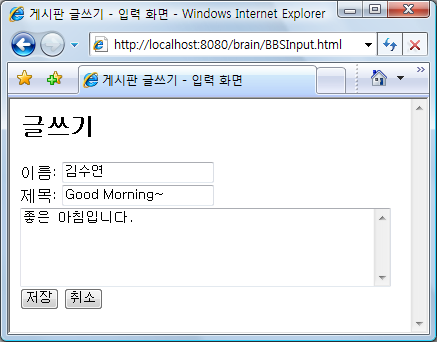 게시판 글쓰기 - 입력 화면 - Windows Internet Explorer
http://localhost:8080/brain/BBSInput.html
게시판 글쓰기 - 입력 화면
글쓰기
이름: 김수연
제목: Good Morning~
좋은 아침입니다.
저장 취소